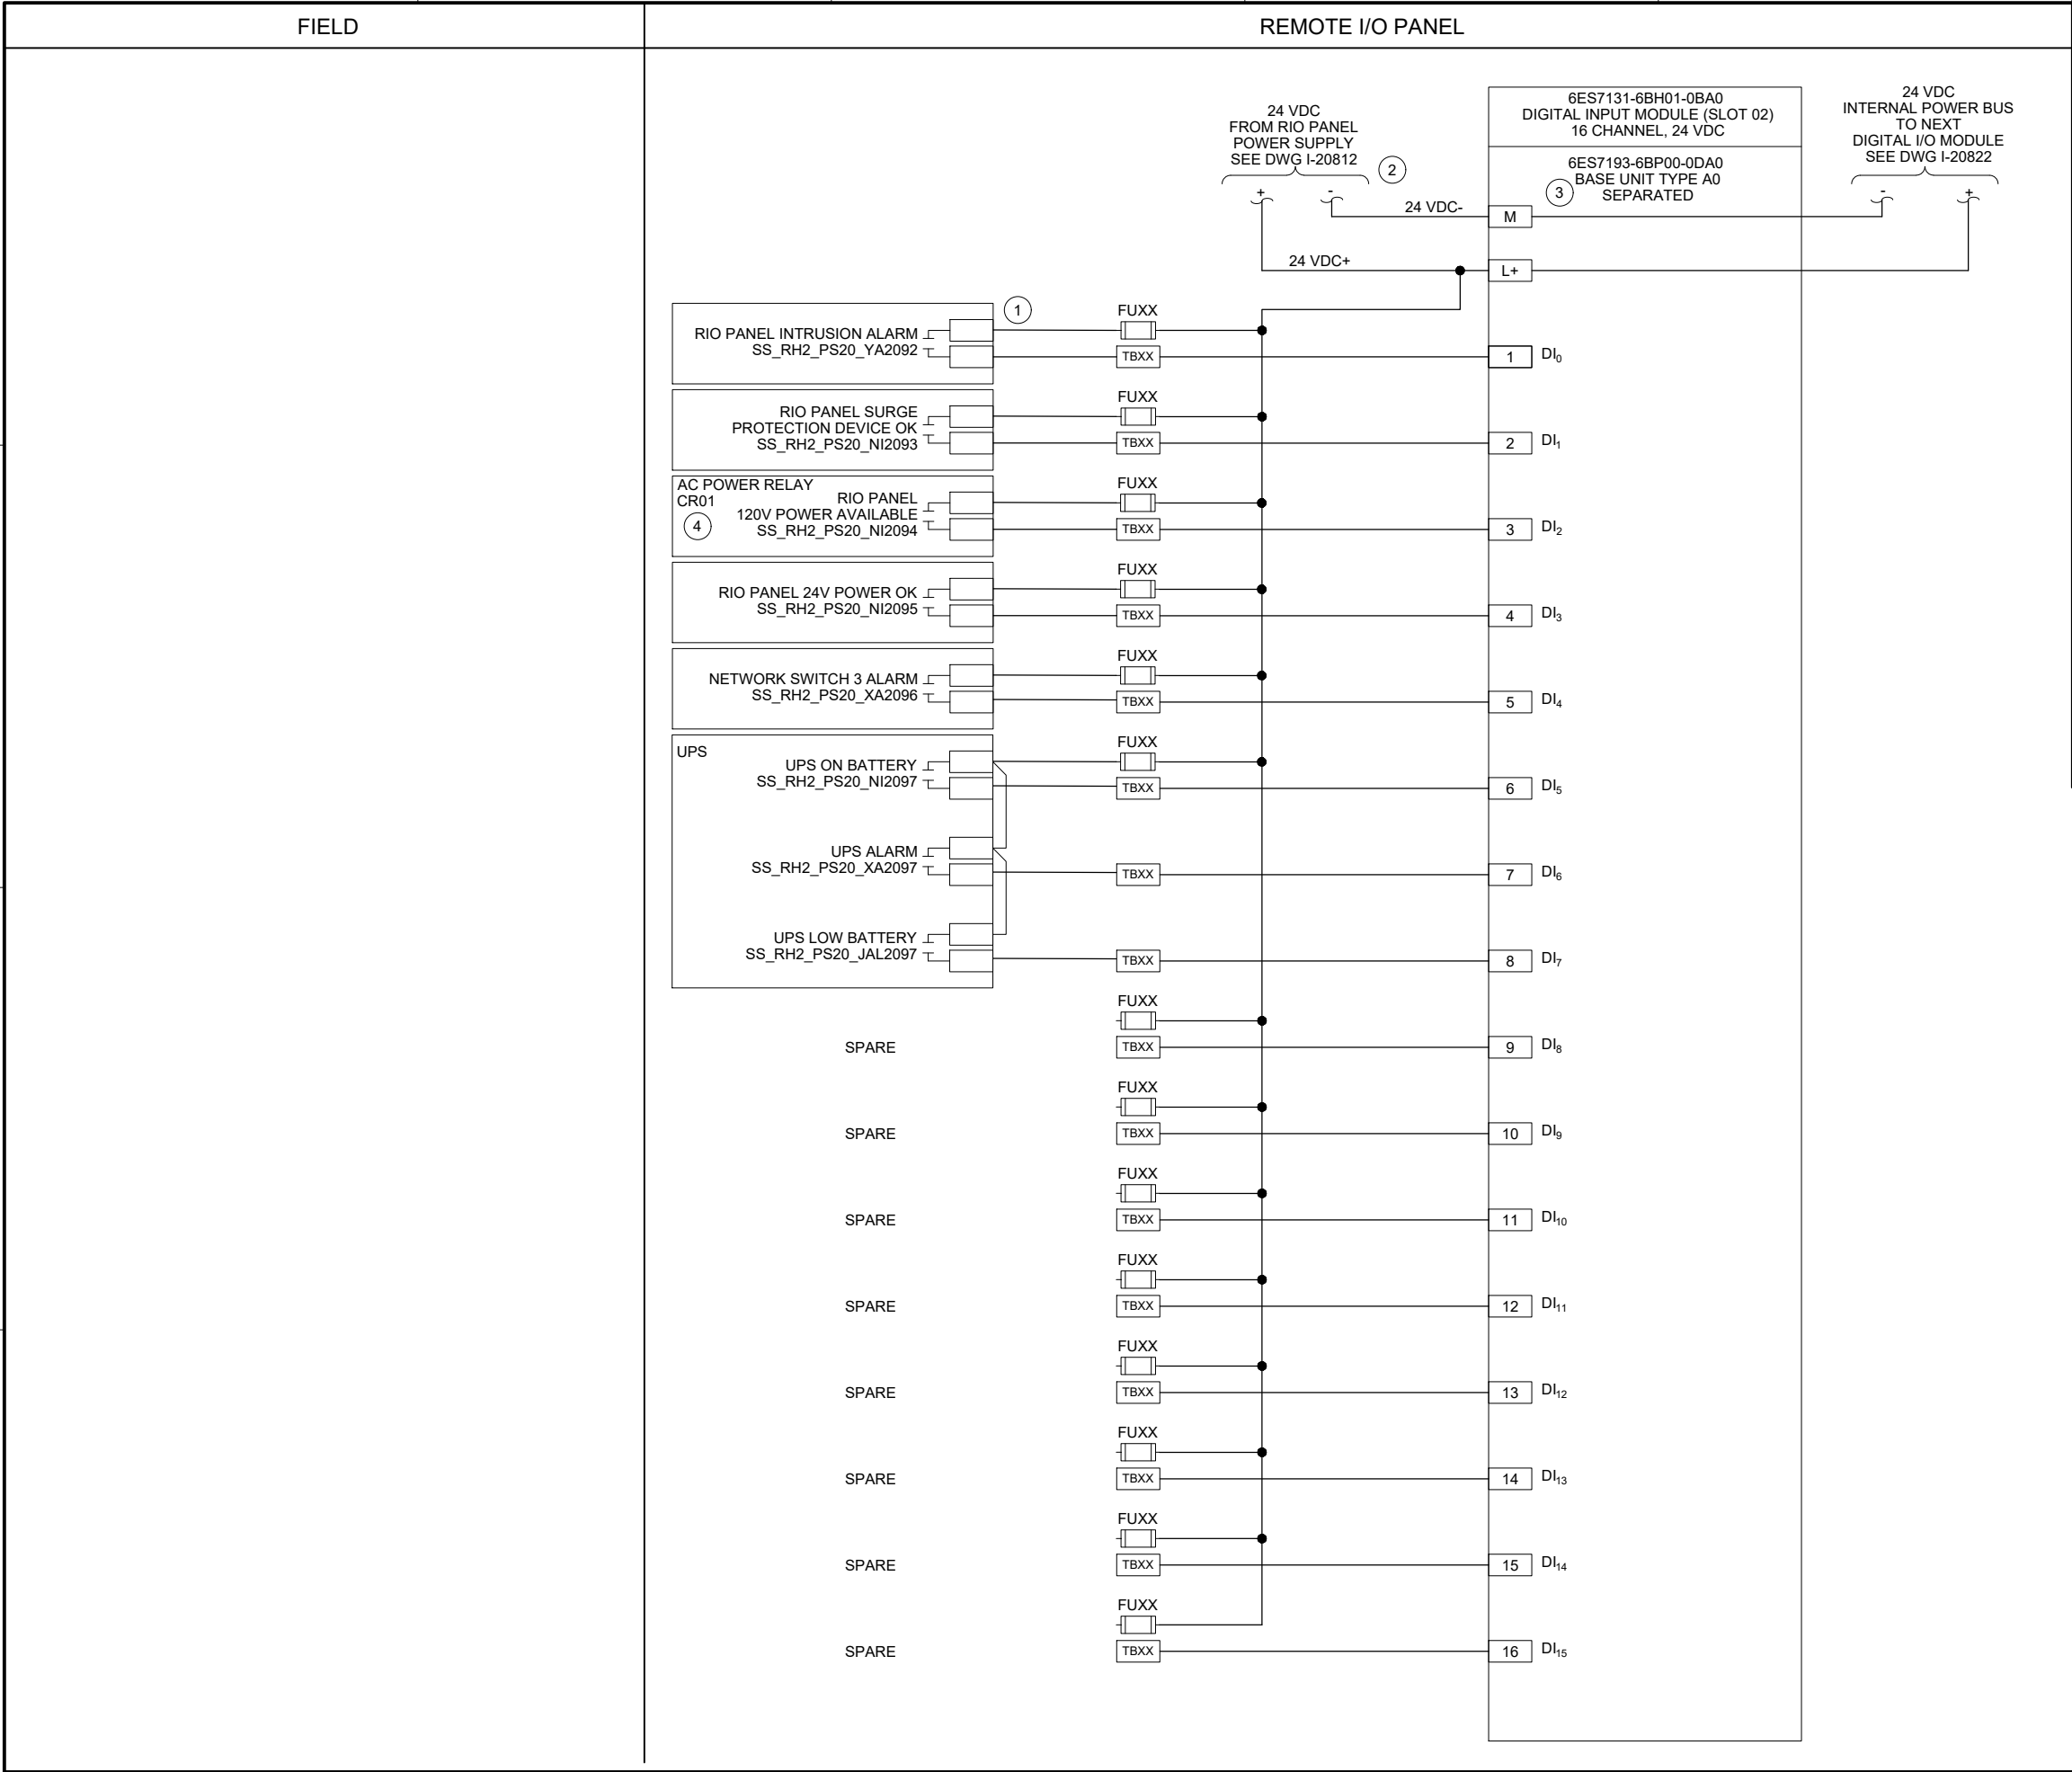 FIELD
REMOTE I/O PANEL
24 VDC
FROM RIO PANEL
POWER SUPPLY
SEE DWG I-20812
2
+
-
6ES7131-6BH01-0BA0
DIGITAL INPUT MODULE (SLOT 02)
16 CHANNEL, 24 VDC
6ES7193-6BP00-0DA0
BASE UNIT TYPE A0
SEPARATED
3
24 VDC
INTERNAL POWER BUS
TO NEXT
DIGITAL I/O MODULE
SEE DWG I-20822
-
+
24 VDC-
M
24 VDC+
L+
1
FUXX
RIO PANEL INTRUSION ALARM
SS_RH2_PS20_YA2092
TBXX
1
DI0
FUXX
RIO PANEL SURGE
PROTECTION DEVICE OK
SS_RH2_PS20_NI2093
TBXX
2
DI1
AC POWER RELAY
CR01
4
RIO PANEL
120V POWER AVAILABLE
SS_RH2_PS20_NI2094
FUXX
TBXX
3
DI2
FUXX
RIO PANEL 24V POWER OK
SS_RH2_PS20_NI2095
TBXX
4
DI3
FUXX
NETWORK SWITCH 3 ALARM
SS_RH2_PS20_XA2096
TBXX
5
DI4
UPS
FUXX
UPS ON BATTERY
SS_RH2_PS20_NI2097
TBXX
6
DI5
UPS ALARM
SS_RH2_PS20_XA2097
TBXX
7
DI6
UPS LOW BATTERY
SS_RH2_PS20_JAL2097
TBXX
8
DI7
FUXX
SPARE
TBXX
9
DI8
FUXX
SPARE
TBXX
10
DI9
FUXX
SPARE
TBXX
11
DI10
FUXX
SPARE
TBXX
12
DI11
FUXX
SPARE
TBXX
13
DI12
FUXX
SPARE
TBXX
14
DI13
FUXX
SPARE
TBXX
15
DI14
FUXX
SPARE
TBXX
16
DI15